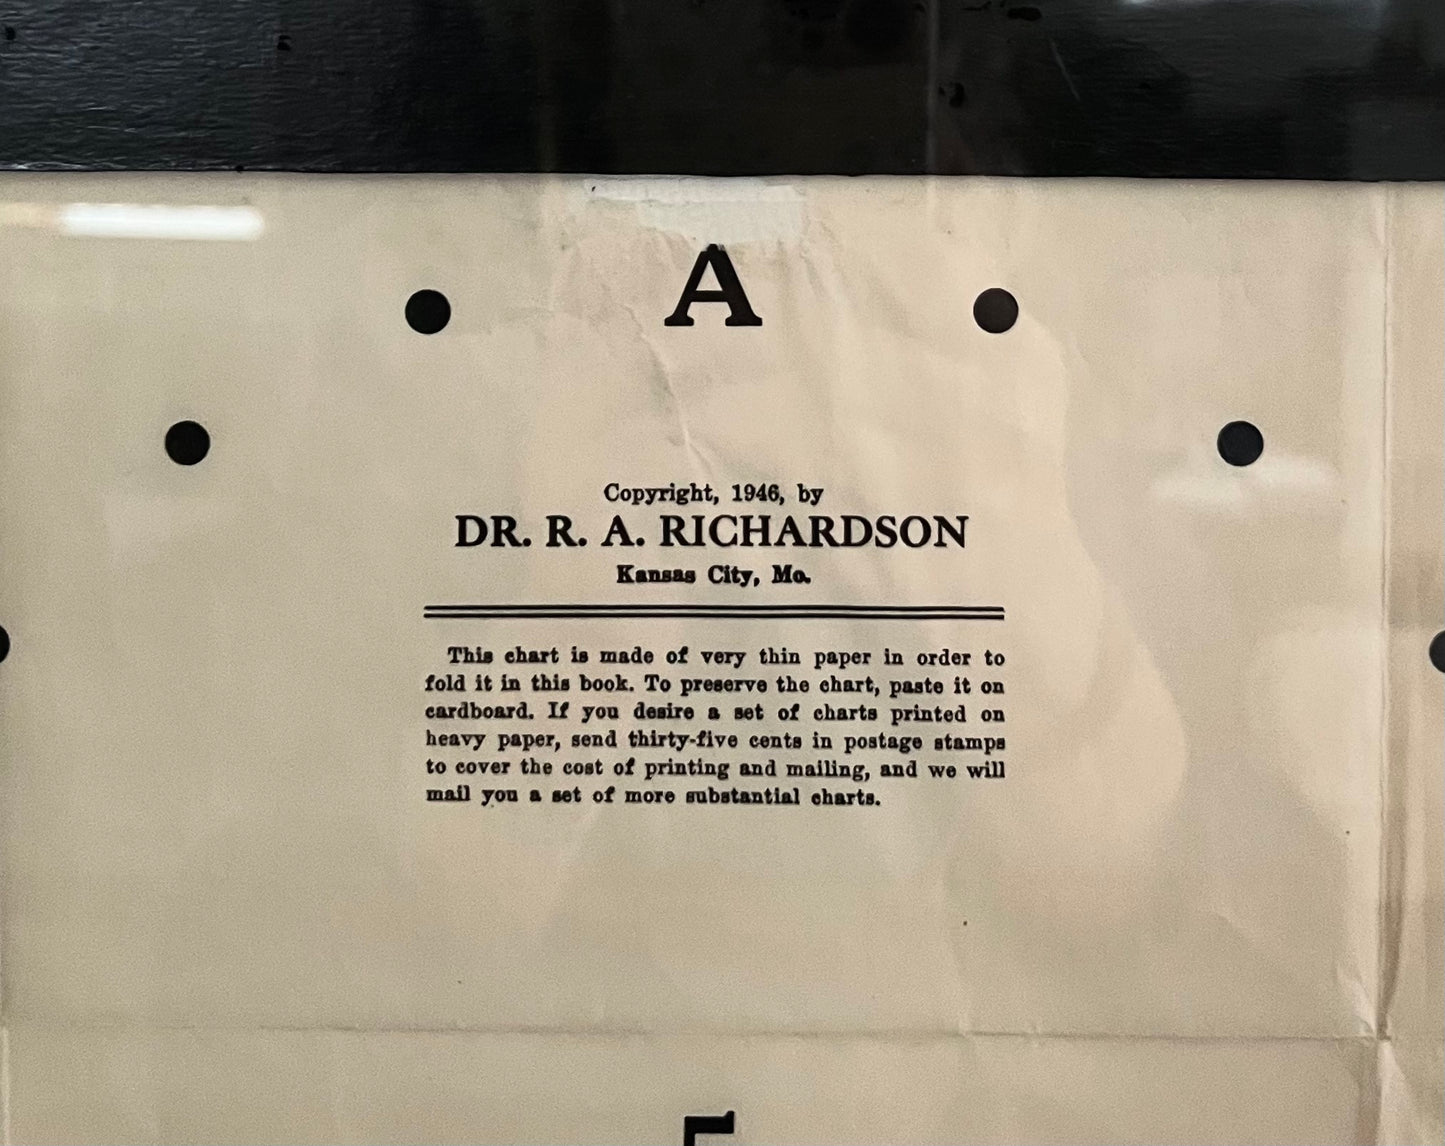 A
Copyright, 1946, by
DR. R. A. RICHARDSON
Kansas City, Mo.
This chart is made of very thin paper in order to
fold it in this book. To preserve the chart, paste it on
cardboard. If you desire a set of charts printed on
heavy paper, send thirty-five cents in postage stamps
to cover the cost of printing and mailing, and we will
mail you a set of more substantial charts.